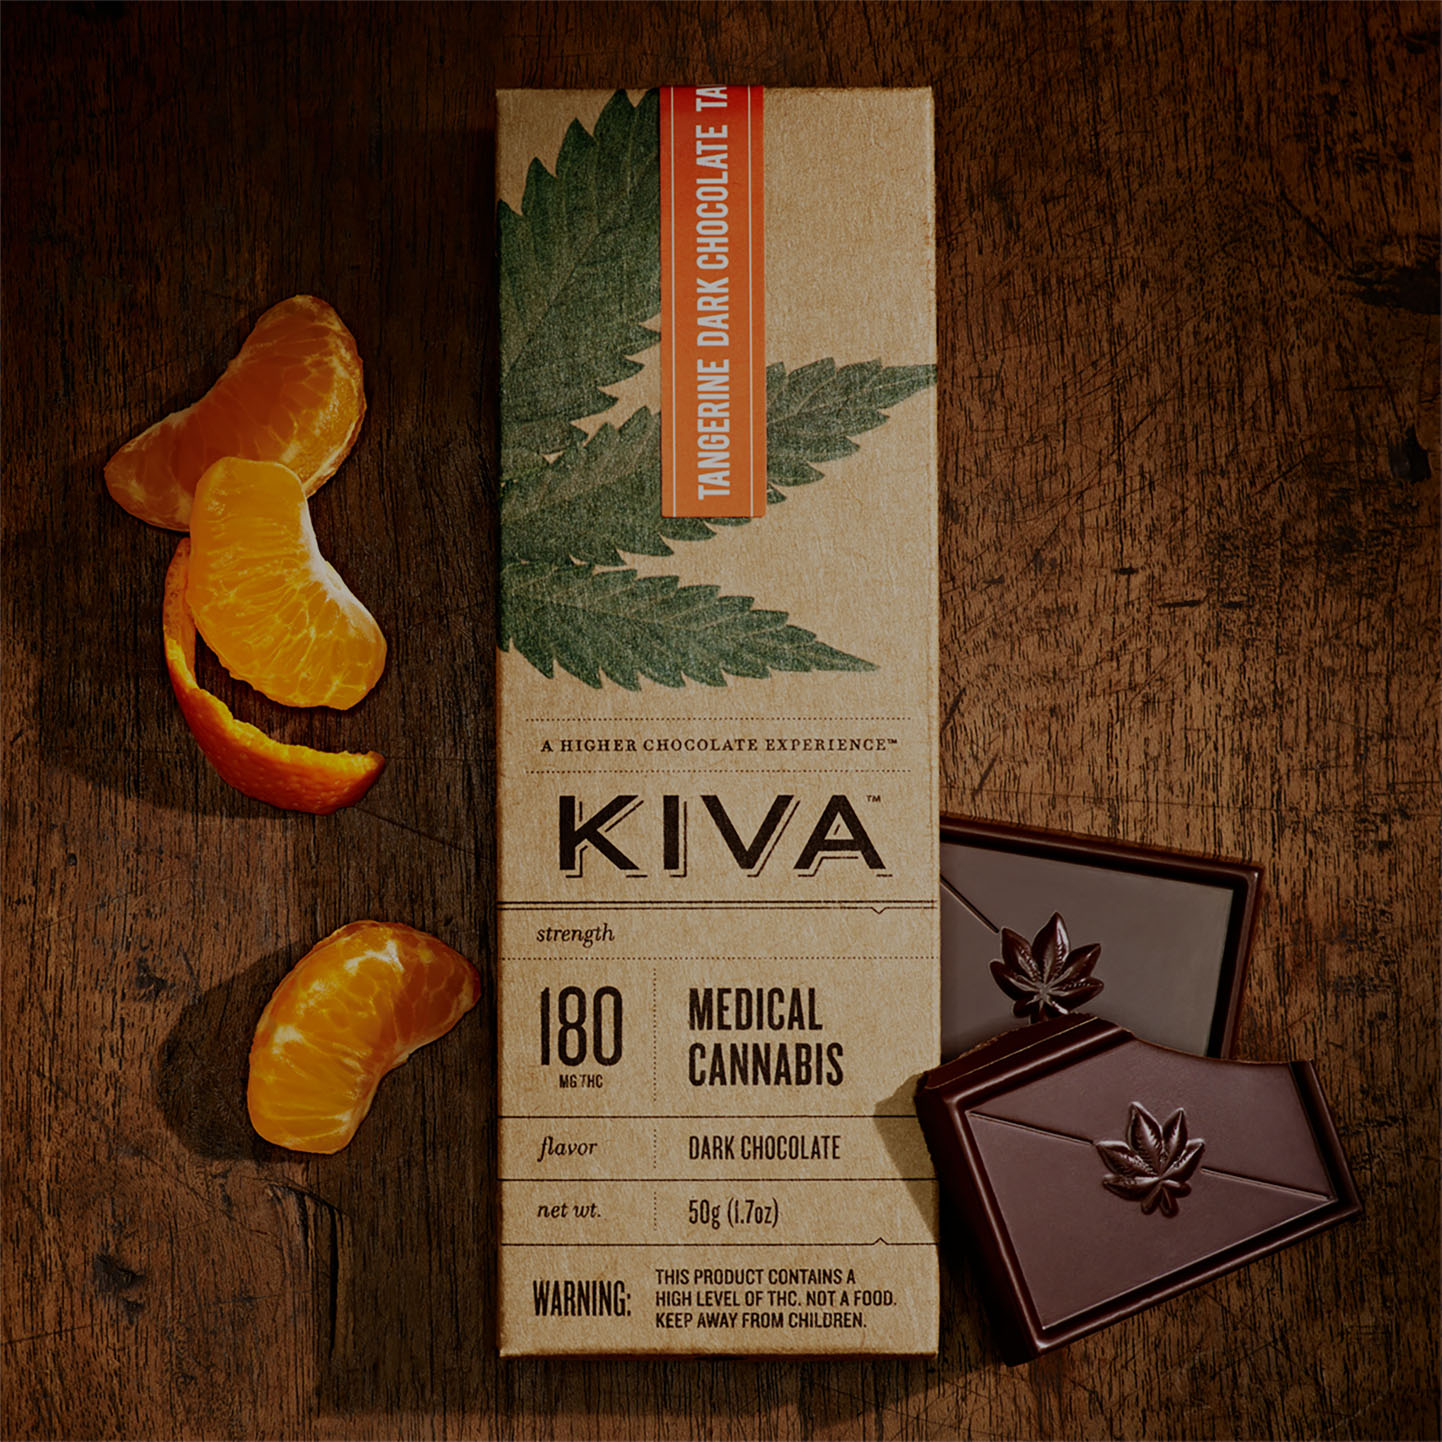 TANGERINE DARK CHOCOLATE TA
A HIGHER CHOCOLATE EXPERIENCE™
KIVA™
strength
180
MG THC
MEDICAL
CANNABIS
flavor
DARK CHOCOLATE
net wt.
50g (1.7oz)
WARNING:
THIS PRODUCT CONTAINS A
HIGH LEVEL OF THC. NOT A FOOD.
KEEP AWAY FROM CHILDREN.